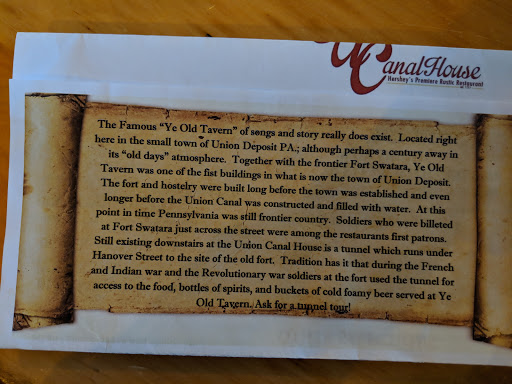 Canal House
Hershey's Premiere Rustic Restaurant
The Famous "Ye Old Tavern" of songs and story really does exist. Located right
here in the small town of Union Deposit PA.; although perhaps a century away in
its "old days" atmosphere. Together with the frontier Fort Swatara, Ye Old
Tavern was one of the fist buildings in what is now the town of Union Deposit.
The fort and hostelry were built long before the town was established and even
longer before the Union Canal was constructed and filled with water. At this
point in time Pennsylvania was still frontier country. Soldiers who were billeted
at Fort Swatara just across the street were among the restaurants first patrons.
Still existing downstairs at the Union Canal House is a tunnel which runs under
Hanover Street to the site of the old fort. Tradition has it that during the French
and Indian war and the Revolutionary war soldiers at the fort used the tunnel for
access to the food, bottles of spirits, and buckets of cold foamy beer served at Ye
Old Tavern. Ask for a tunnel tour!